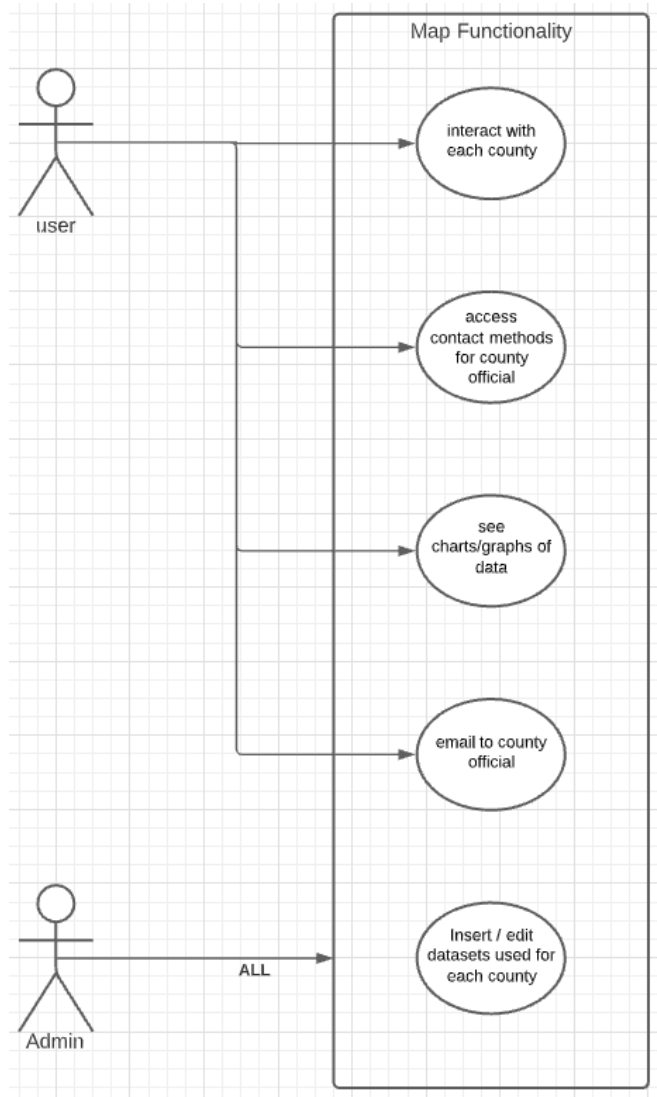 Map Functionality
interact with
each county
user
access
contact methods
for county
official
see
charts/graphs of
data
email to county
official
Insert / edit
datasets used for
each county
ALL
Admin